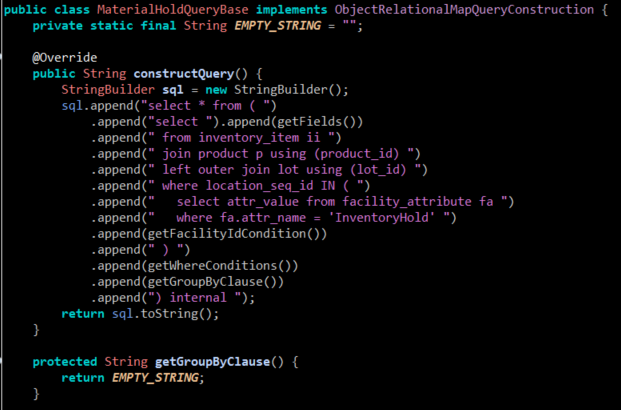 public class MaterialHoldQueryBase implements ObjectRelationalMapQueryConstruction {
    private static final String EMPTY_STRING = "";

    @Override
    public String constructQuery() {
        StringBuilder sql = new StringBuilder();
        sql.append("select * from ( ")
            .append("select ").append(getFields())
            .append(" from inventory_item ii ")
            .append(" join product p using (product_id) ")
            .append(" left outer join lot using (lot_id) ")
            .append(" where location_seq_id IN ( ")
            .append("   select attr_value from facility_attribute fa ")
            .append("   where fa.attr_name = 'InventoryHold' ")
            .append(getFacilityIdCondition())
            .append(" ) ")
            .append(getWhereConditions())
            .append(getGroupByClause())
            .append(") internal ");
        return sql.toString();
    }

    protected String getGroupByClause() {
        return EMPTY_STRING;
    }